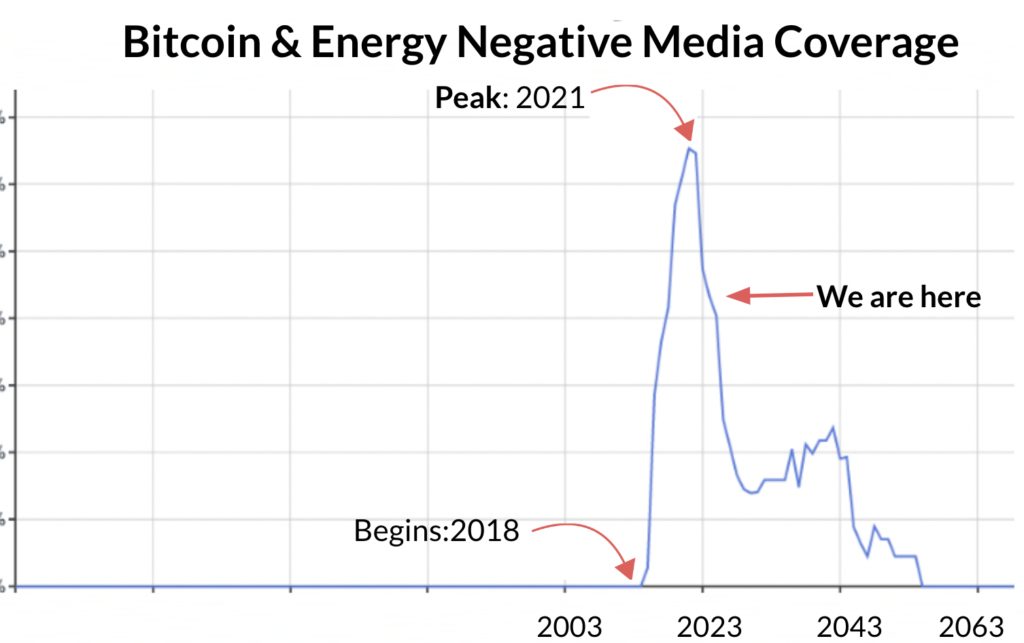 Bitcoin & Energy Negative Media Coverage
Peak: 2021
We are here
Begins:2018
2003 2023 2043 2063